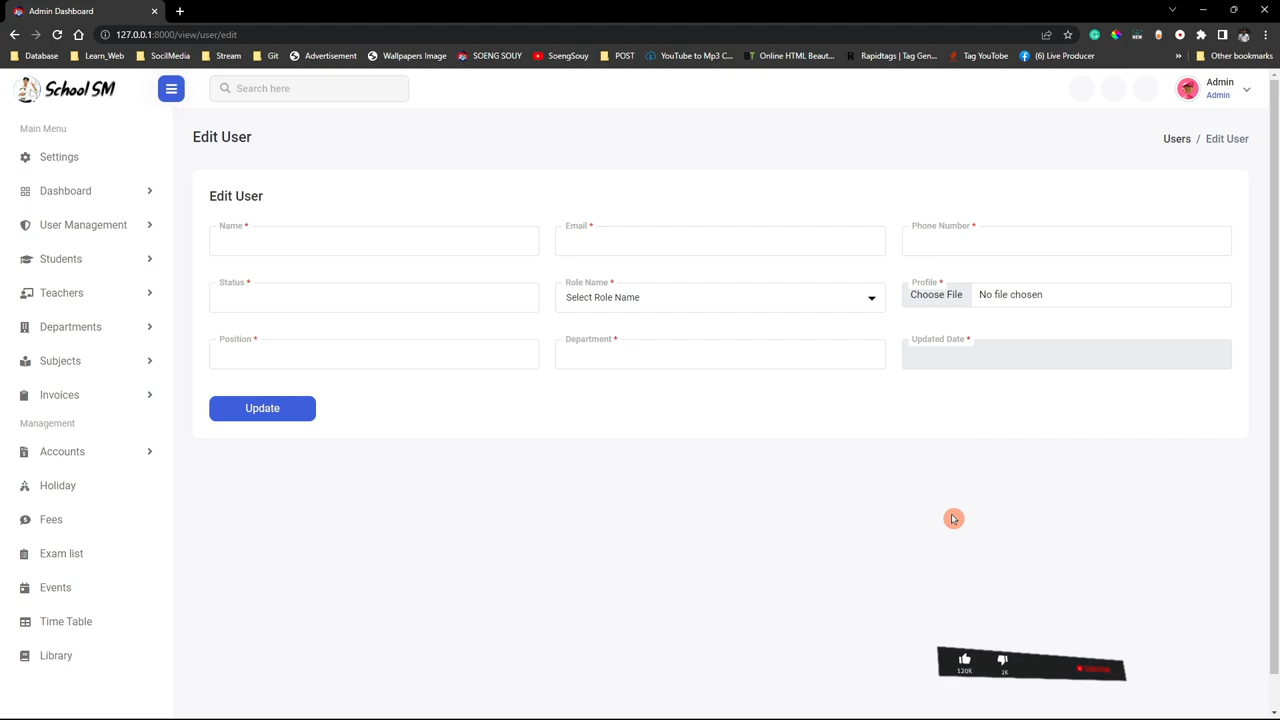 Admin Dashboard
127.0.0.1:8000/view/user/edit
Database
Learn_Web
SocilMedia
Stream
Git
Advertisement
Wallpapers Image
SOENG SOUY
SoengSouy
POST
YouTube to Mp3 C...
BT Online HTML Beaut...
R Rapidtags | Tag Gen...
Tag YouTube
(6) Live Producer
»
Other bookmarks
School SM
Search here
Admin
Admin
Main Menu
Settings
Dashboard
User Management
Students
Teachers
Departments
Subjects
Invoices
Management
Accounts
Holiday
Fees
Exam list
Events
Time Table
Library
Edit User
Users / Edit User
Edit User
Name *
Email *
Phone Number *
Status *
Role Name *
Select Role Name
Profile *
Choose File No file chosen
Position *
Department *
Updated Date *
Update
120K
2K